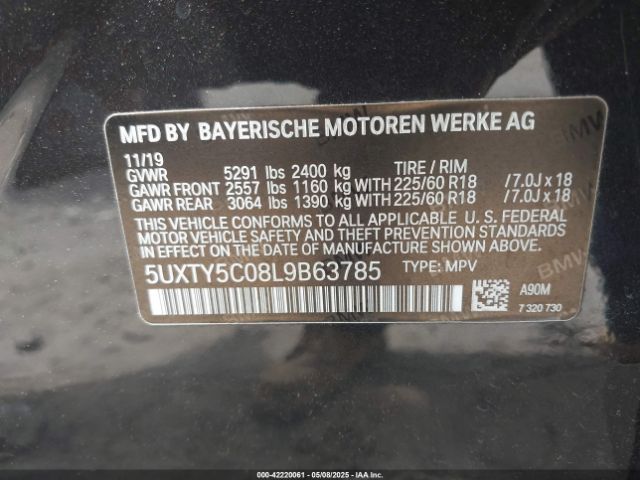 MFD BY BAYERISCHE MOTOREN WERKE AG
11/19
GVWR 5291 lbs 2400 kg TIRE / RIM
GAWR FRONT 2557 lbs 1160 kg WITH 225/60 R18 / 7.0J x 18
GAWR REAR 3064 lbs 1390 kg WITH 225/60 R18 / 7.0J x 18
THIS VEHICLE CONFORMS TO ALL APPLICABLE U. S. FEDERAL
MOTOR VEHICLE SAFETY AND THEFT PREVENTION STANDARDS
IN EFFECT ON THE DATE OF MANUFACTURE SHOWN ABOVE.
5UXTY5C08L9B63785 TYPE: MPV
A90M
7 320 730
BMW
BMW
BMW
000-42220061 - 05/08/2025 - IAA Inc.